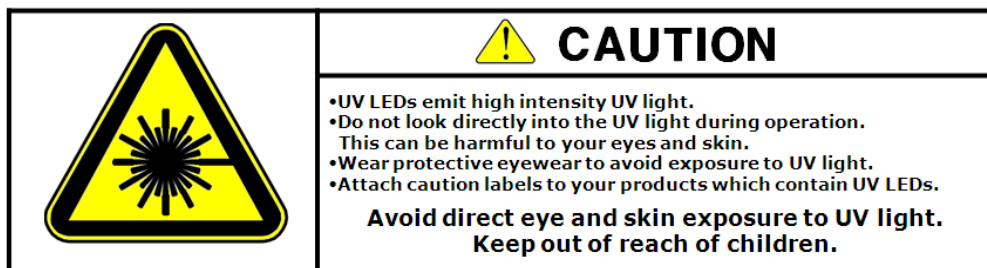 CAUTION
•UV LEDs emit high intensity UV light.
•Do not look directly into the UV light during operation.
This can be harmful to your eyes and skin.
•Wear protective eyewear to avoid exposure to UV light.
•Attach caution labels to your products which contain UV LEDs.
Avoid direct eye and skin exposure to UV light.
Keep out of reach of children.